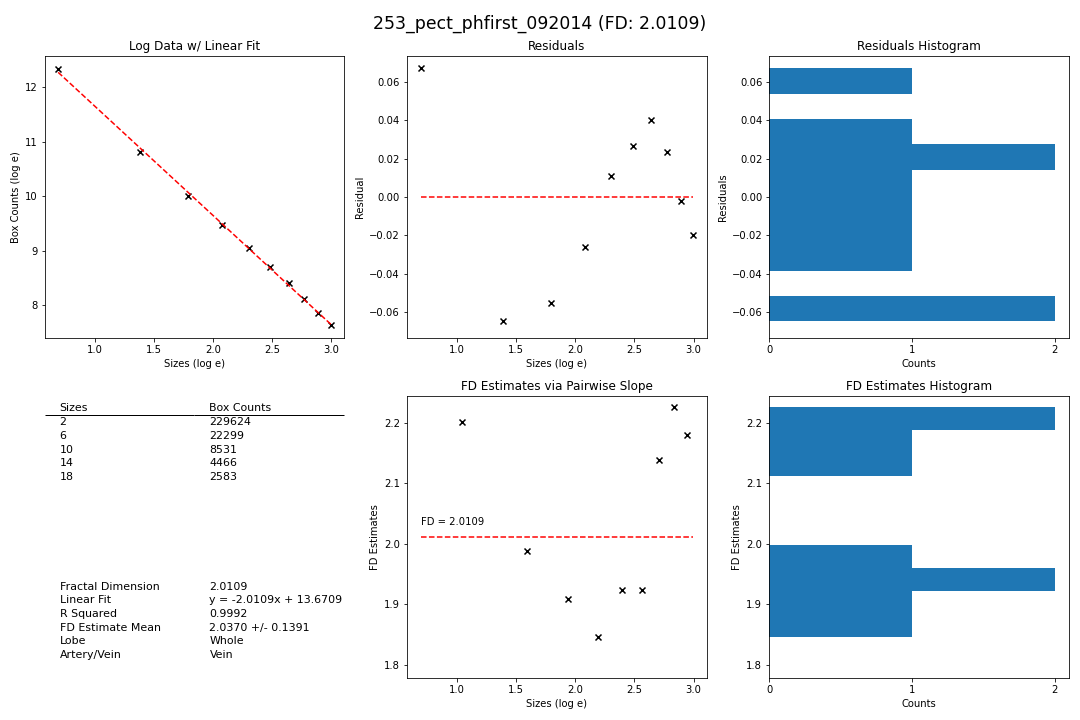 253_pect_phfirst_092014 (FD: 2.0109)
Log Data w/ Linear Fit
12
11
10
9
8
Box Counts (log e)
1.0 1.5 2.0 2.5 3.0
Sizes (log e)
Residuals
0.06
0.04
0.02
0.00
−0.02
−0.04
−0.06
Residual
1.0 1.5 2.0 2.5 3.0
Sizes (log e)
Residuals Histogram
0.06
0.04
0.02
0.00
−0.02
−0.04
−0.06
Residuals
0 1 2
Counts
Sizes Box Counts
2 229624
6 22299
10 8531
14 4466
18 2583
Fractal Dimension 2.0109
Linear Fit y = -2.0109x + 13.6709
R Squared 0.9992
FD Estimate Mean 2.0370 +/- 0.1391
Lobe Whole
Artery/Vein Vein
FD Estimates via Pairwise Slope
2.2
2.1
2.0
1.9
1.8
FD Estimates
FD = 2.0109
1.0 1.5 2.0 2.5 3.0
Sizes (log e)
FD Estimates Histogram
2.2
2.1
2.0
1.9
1.8
FD Estimates
0 1 2
Counts